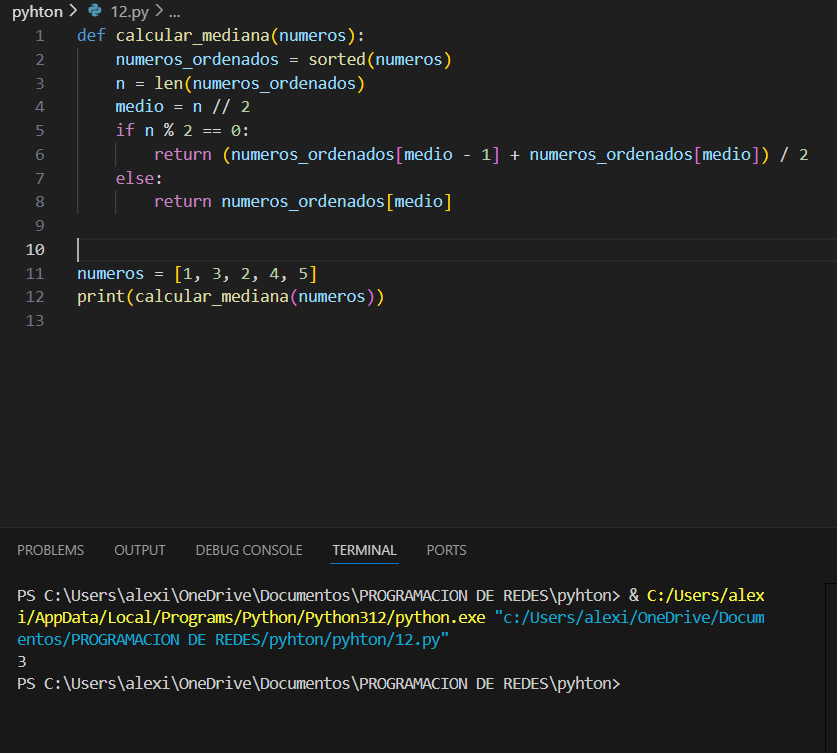 pyhton > 12.py > ...
1 def calcular_mediana(numeros):
2     numeros_ordenados = sorted(numeros)
3     n = len(numeros_ordenados)
4     medio = n // 2
5     if n % 2 == 0:
6         return (numeros_ordenados[medio - 1] + numeros_ordenados[medio]) / 2
7     else:
8         return numeros_ordenados[medio]
9
10
11 numeros = [1, 3, 2, 4, 5]
12 print(calcular_mediana(numeros))
13
PROBLEMS OUTPUT DEBUG CONSOLE TERMINAL PORTS
PS C:\Users\alexi\OneDrive\Documentos\PROGRAMACION DE REDES\pyhton> & C:/Users/alex
i/AppData/Local/Programs/Python/Python312/python.exe "c:/Users/alexi/OneDrive/Docum
entos/PROGRAMACION DE REDES/pyhton/pyhton/12.py"
3
PS C:\Users\alexi\OneDrive\Documentos\PROGRAMACION DE REDES\pyhton>